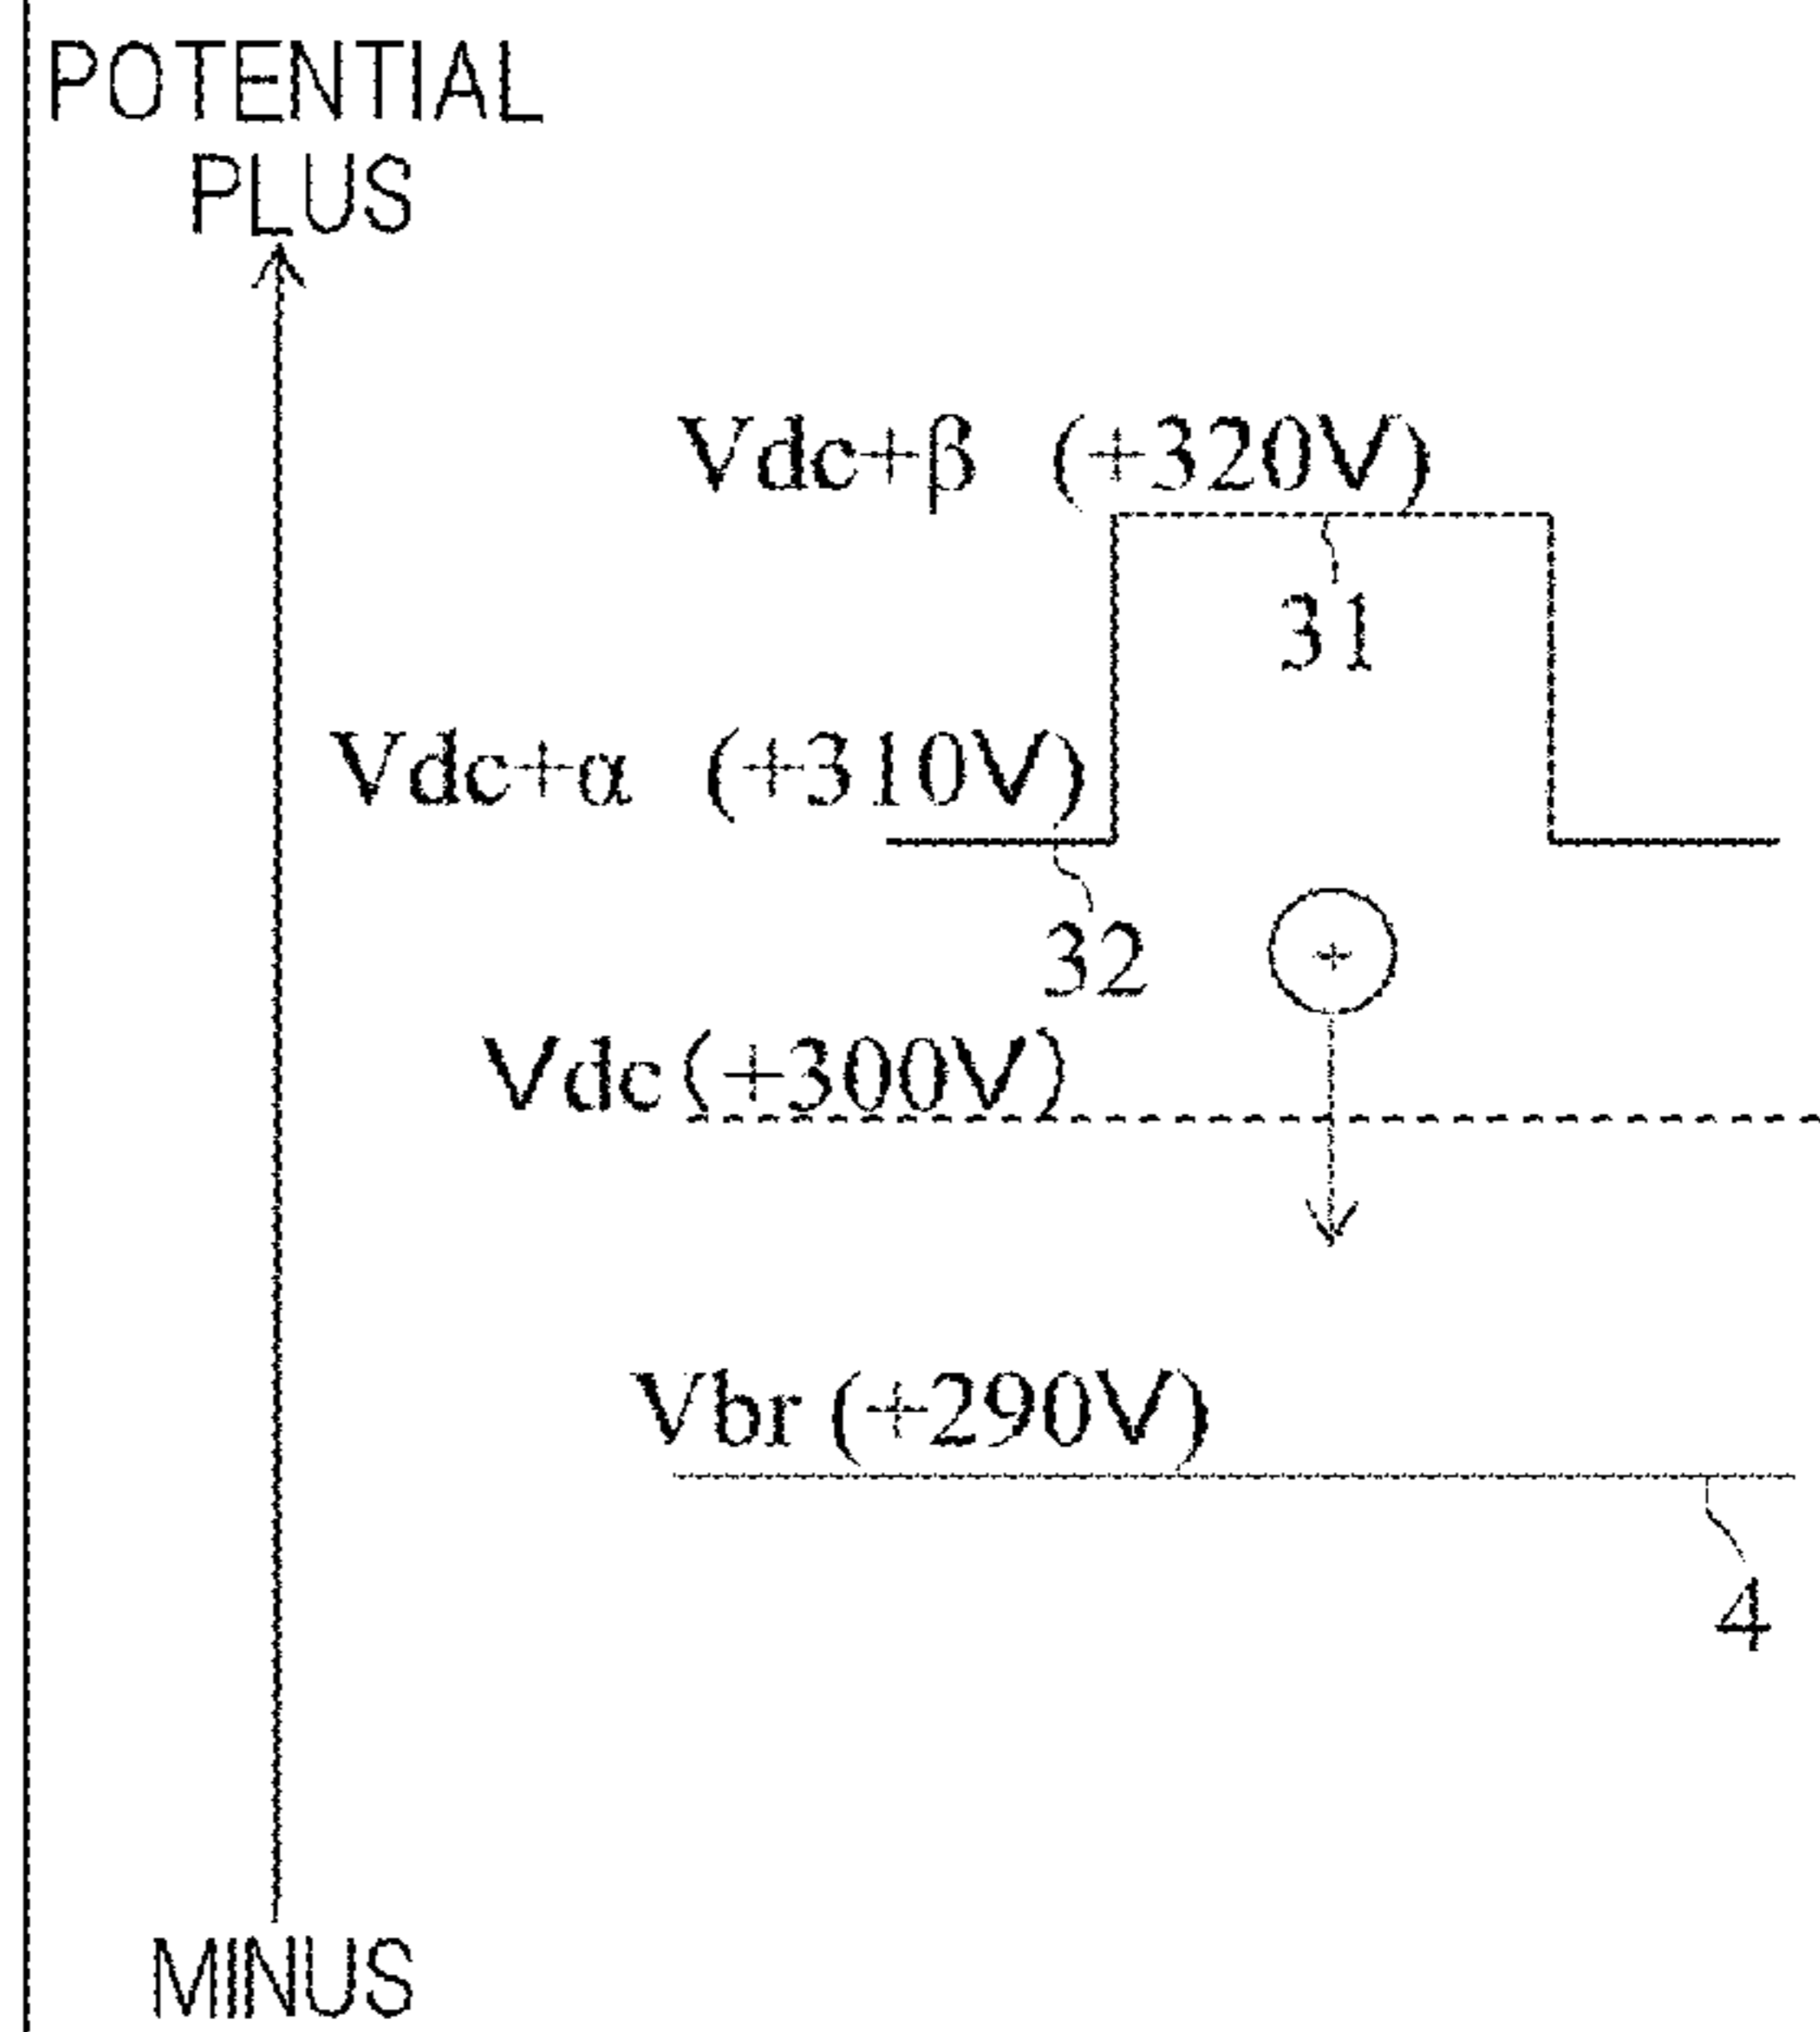 POTENTIAL
PLUS
Vdc+β (+320V)
31
Vdc+α (+310V)
32
+
Vdc(+300V)
Vbr(+290V)
4
MINUS